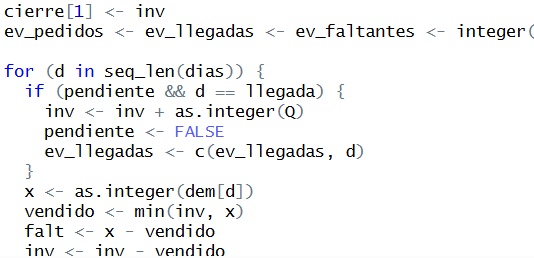 cierre[1] <- inv
ev_pedidos <- ev_llegadas <- ev_faltantes <- integer(
for (d in seq_len(dias)) {
if (pendiente && d == llegada) {
inv <- inv + as.integer(Q)
pendiente <- FALSE
ev_llegadas <- c(ev_llegadas, d)
}
x <- as.integer(dem[d])
vendido <- min(inv, x)
falt <- x - vendido
inv <- inv - vendido